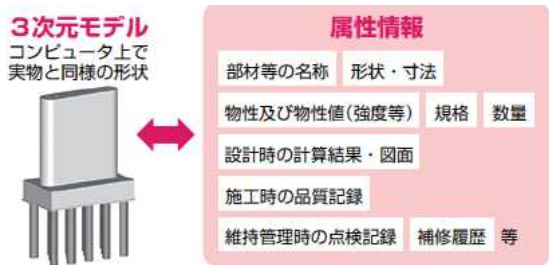 3次元モデル
コンピュータ上で
実物と同様の形状
属性情報
部材等の名称 形状・寸法
物性及び物性値(強度等) 規格 数量
設計時の計算結果・図面
施工時の品質記録
維持管理時の点検記録 補修履歴 等